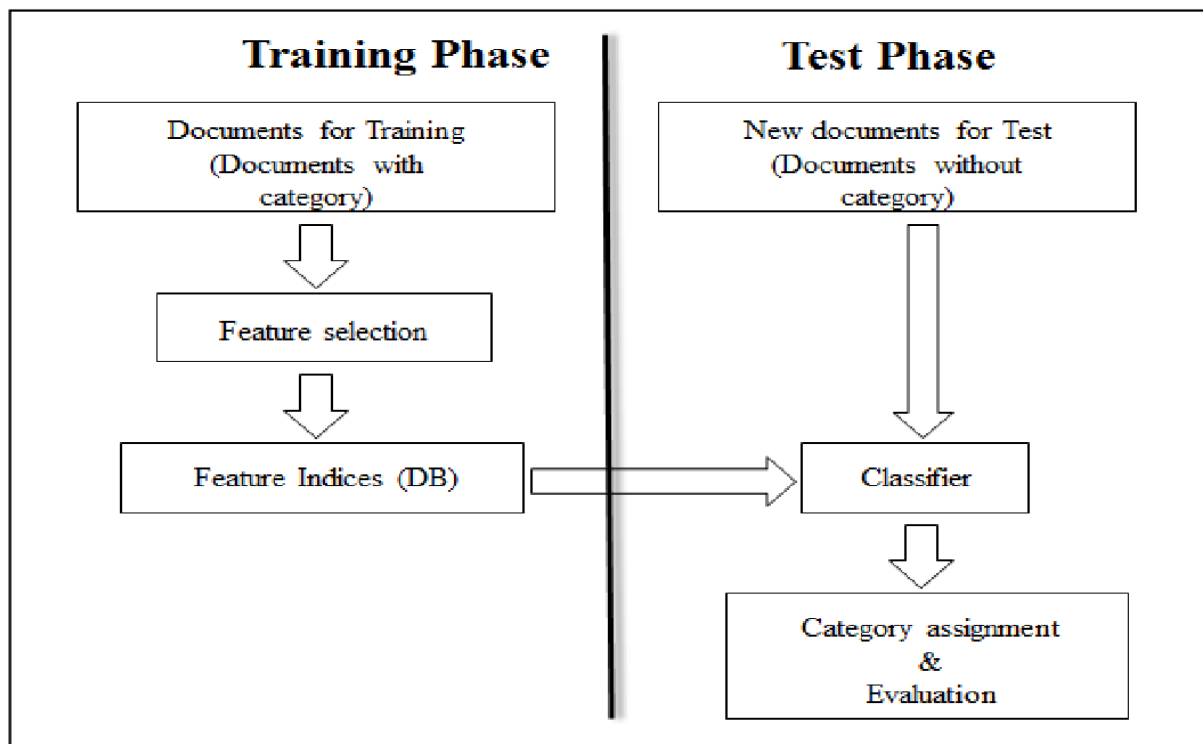 Training Phase
Documents for Training
(Documents with
category)
Feature selection
Feature Indices (DB)
Test Phase
New documents for Test
(Documents without
category)
Classifier
Category assignment
&
Evaluation